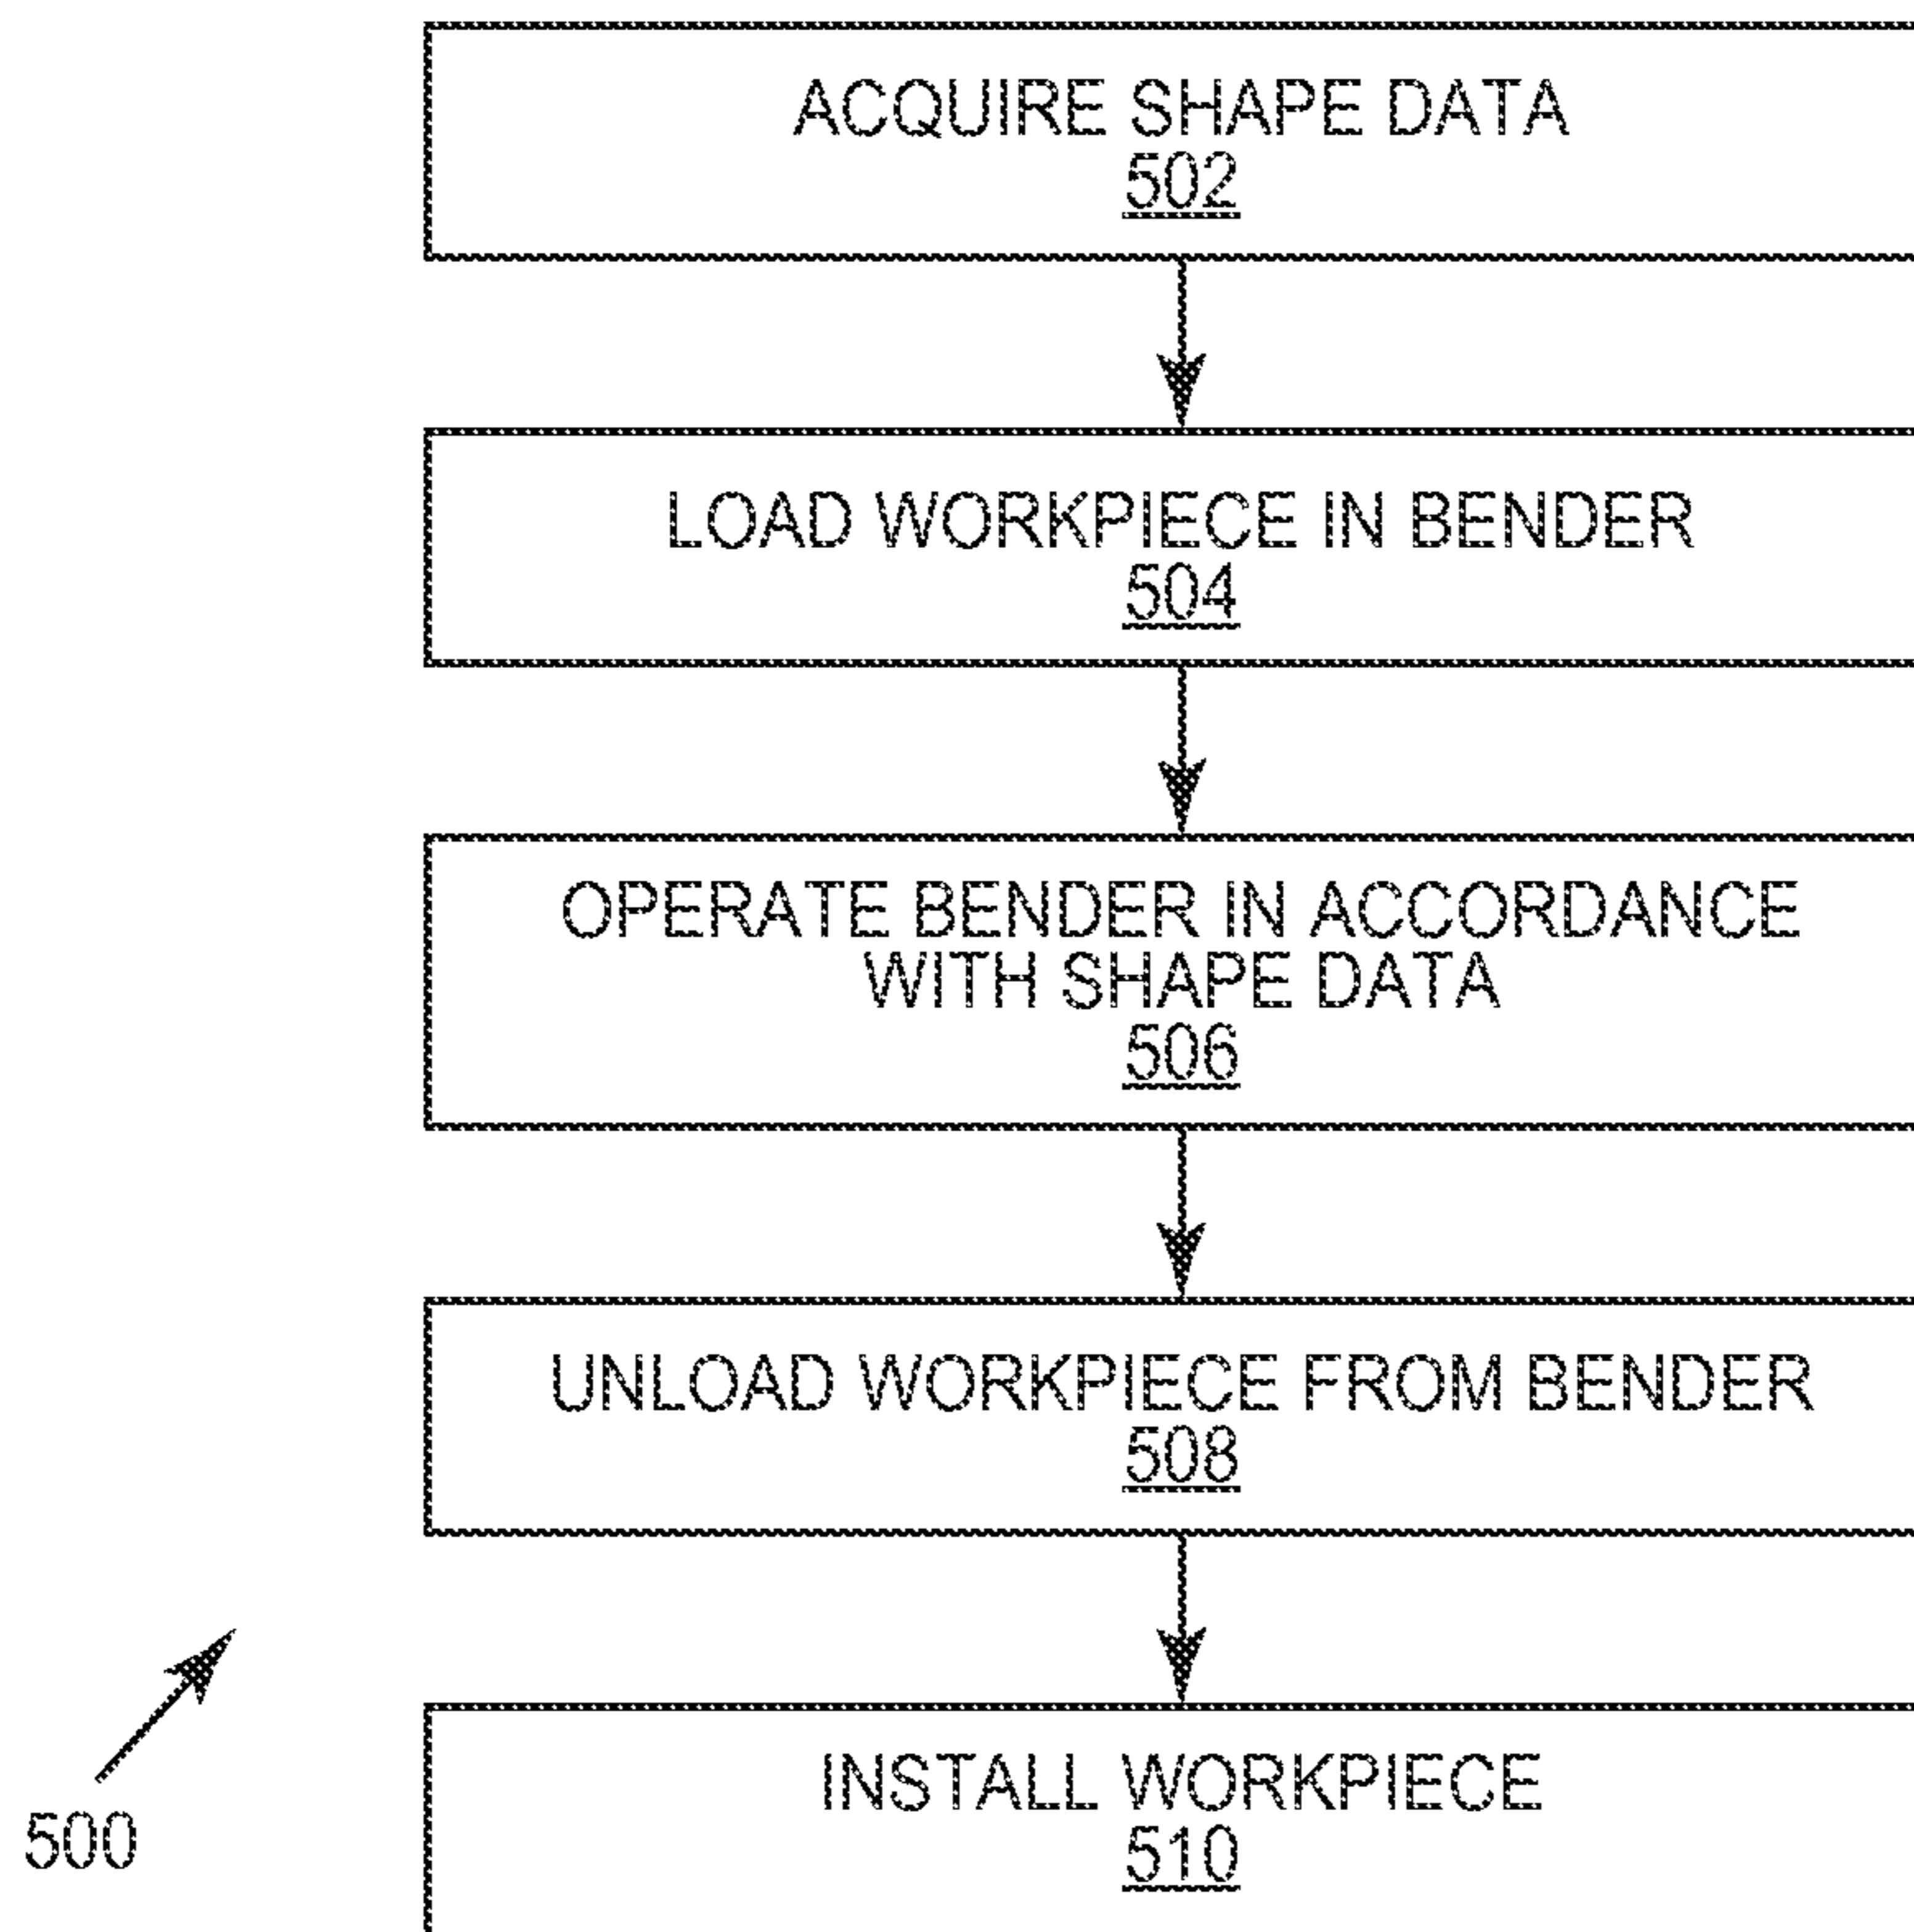 ACQUIRE SHAPE DATA
502
LOAD WORKPIECE IN BENDER
504
OPERATE BENDER IN ACCORDANCE
WITH SHAPE DATA
506
UNLOAD WORKPIECE FROM BENDER
508
INSTALL WORKPIECE
510
500